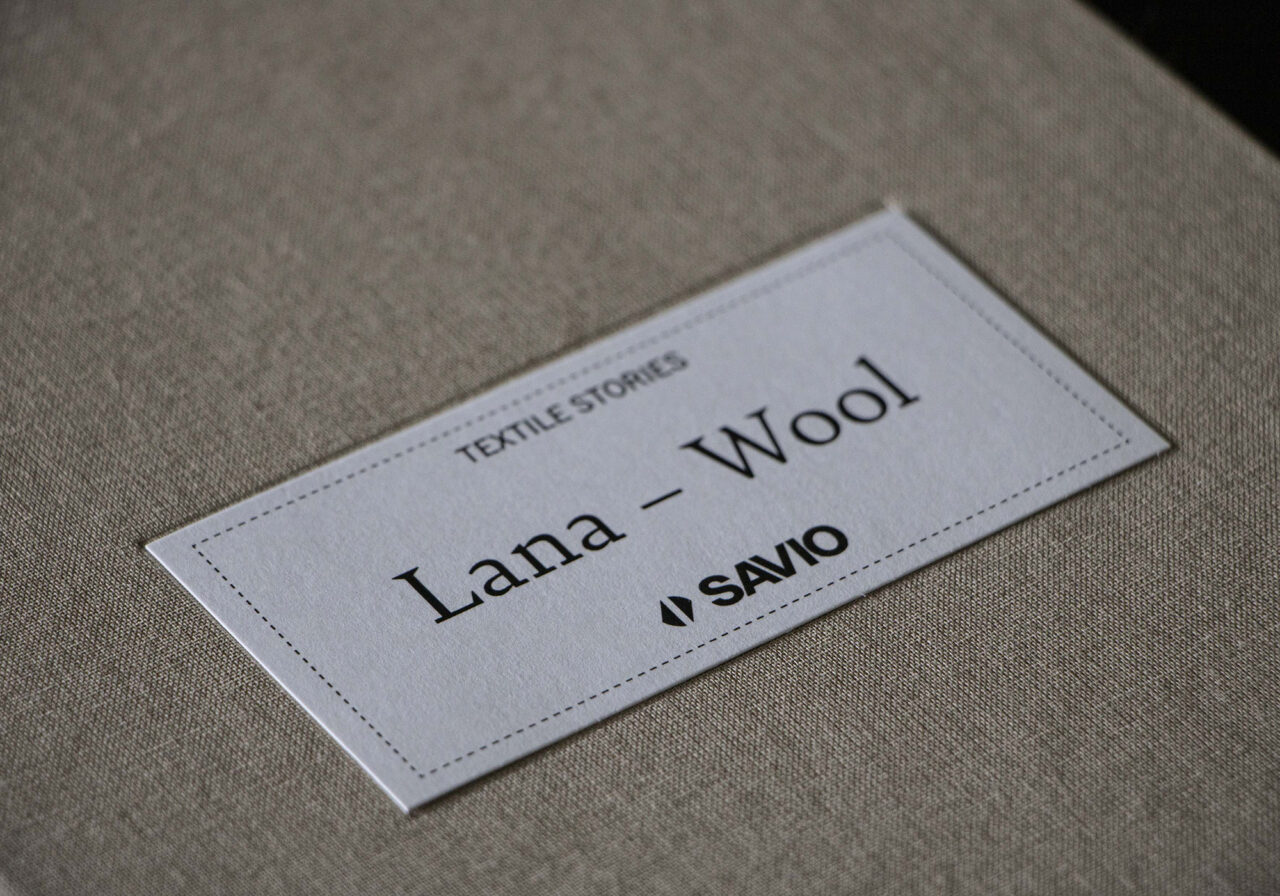 TEXTILE STORIES
Lana – Wool
SAVIO